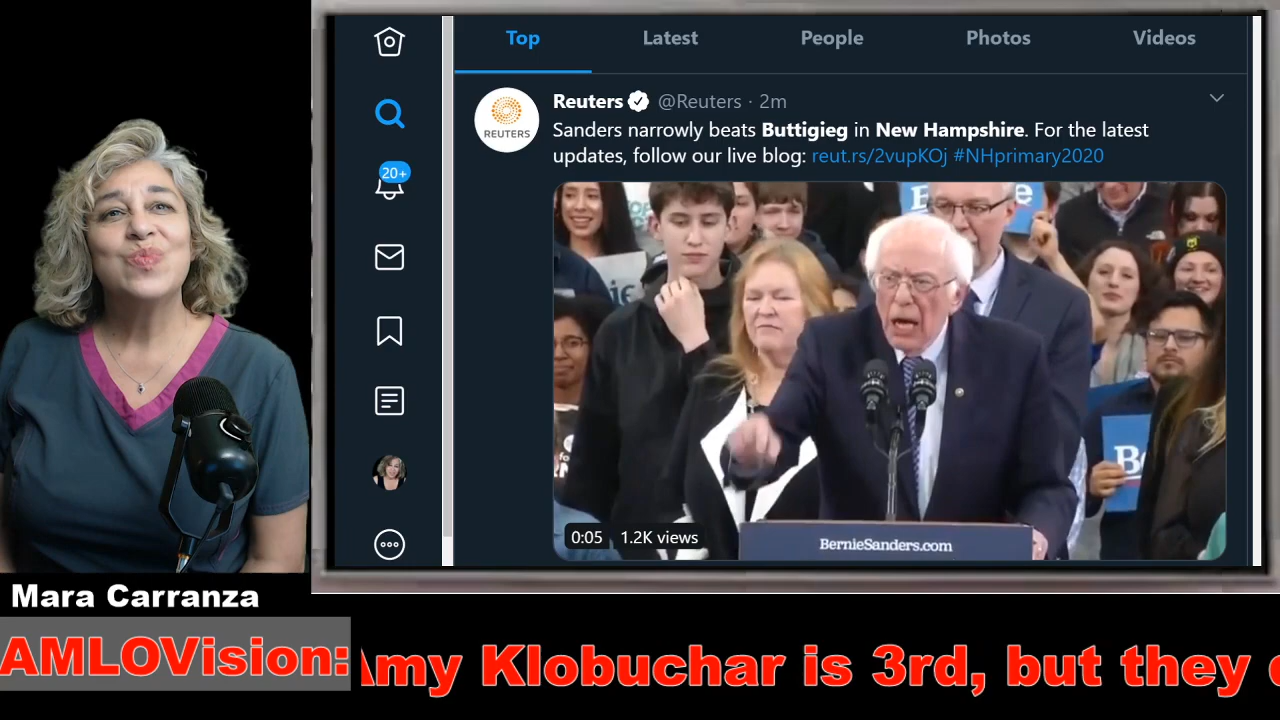 Top Latest People Photos Videos
Reuters @Reuters · 2m
Sanders narrowly beats Buttigieg in New Hampshire. For the latest
updates, follow our live blog: reut.rs/2vupKOj #NHprimary2020
REUTERS
20+
0:05 1.2K views
BernieSanders.com
Mara Carranza
AMLOVision: Amy Klobuchar is 3rd, but they